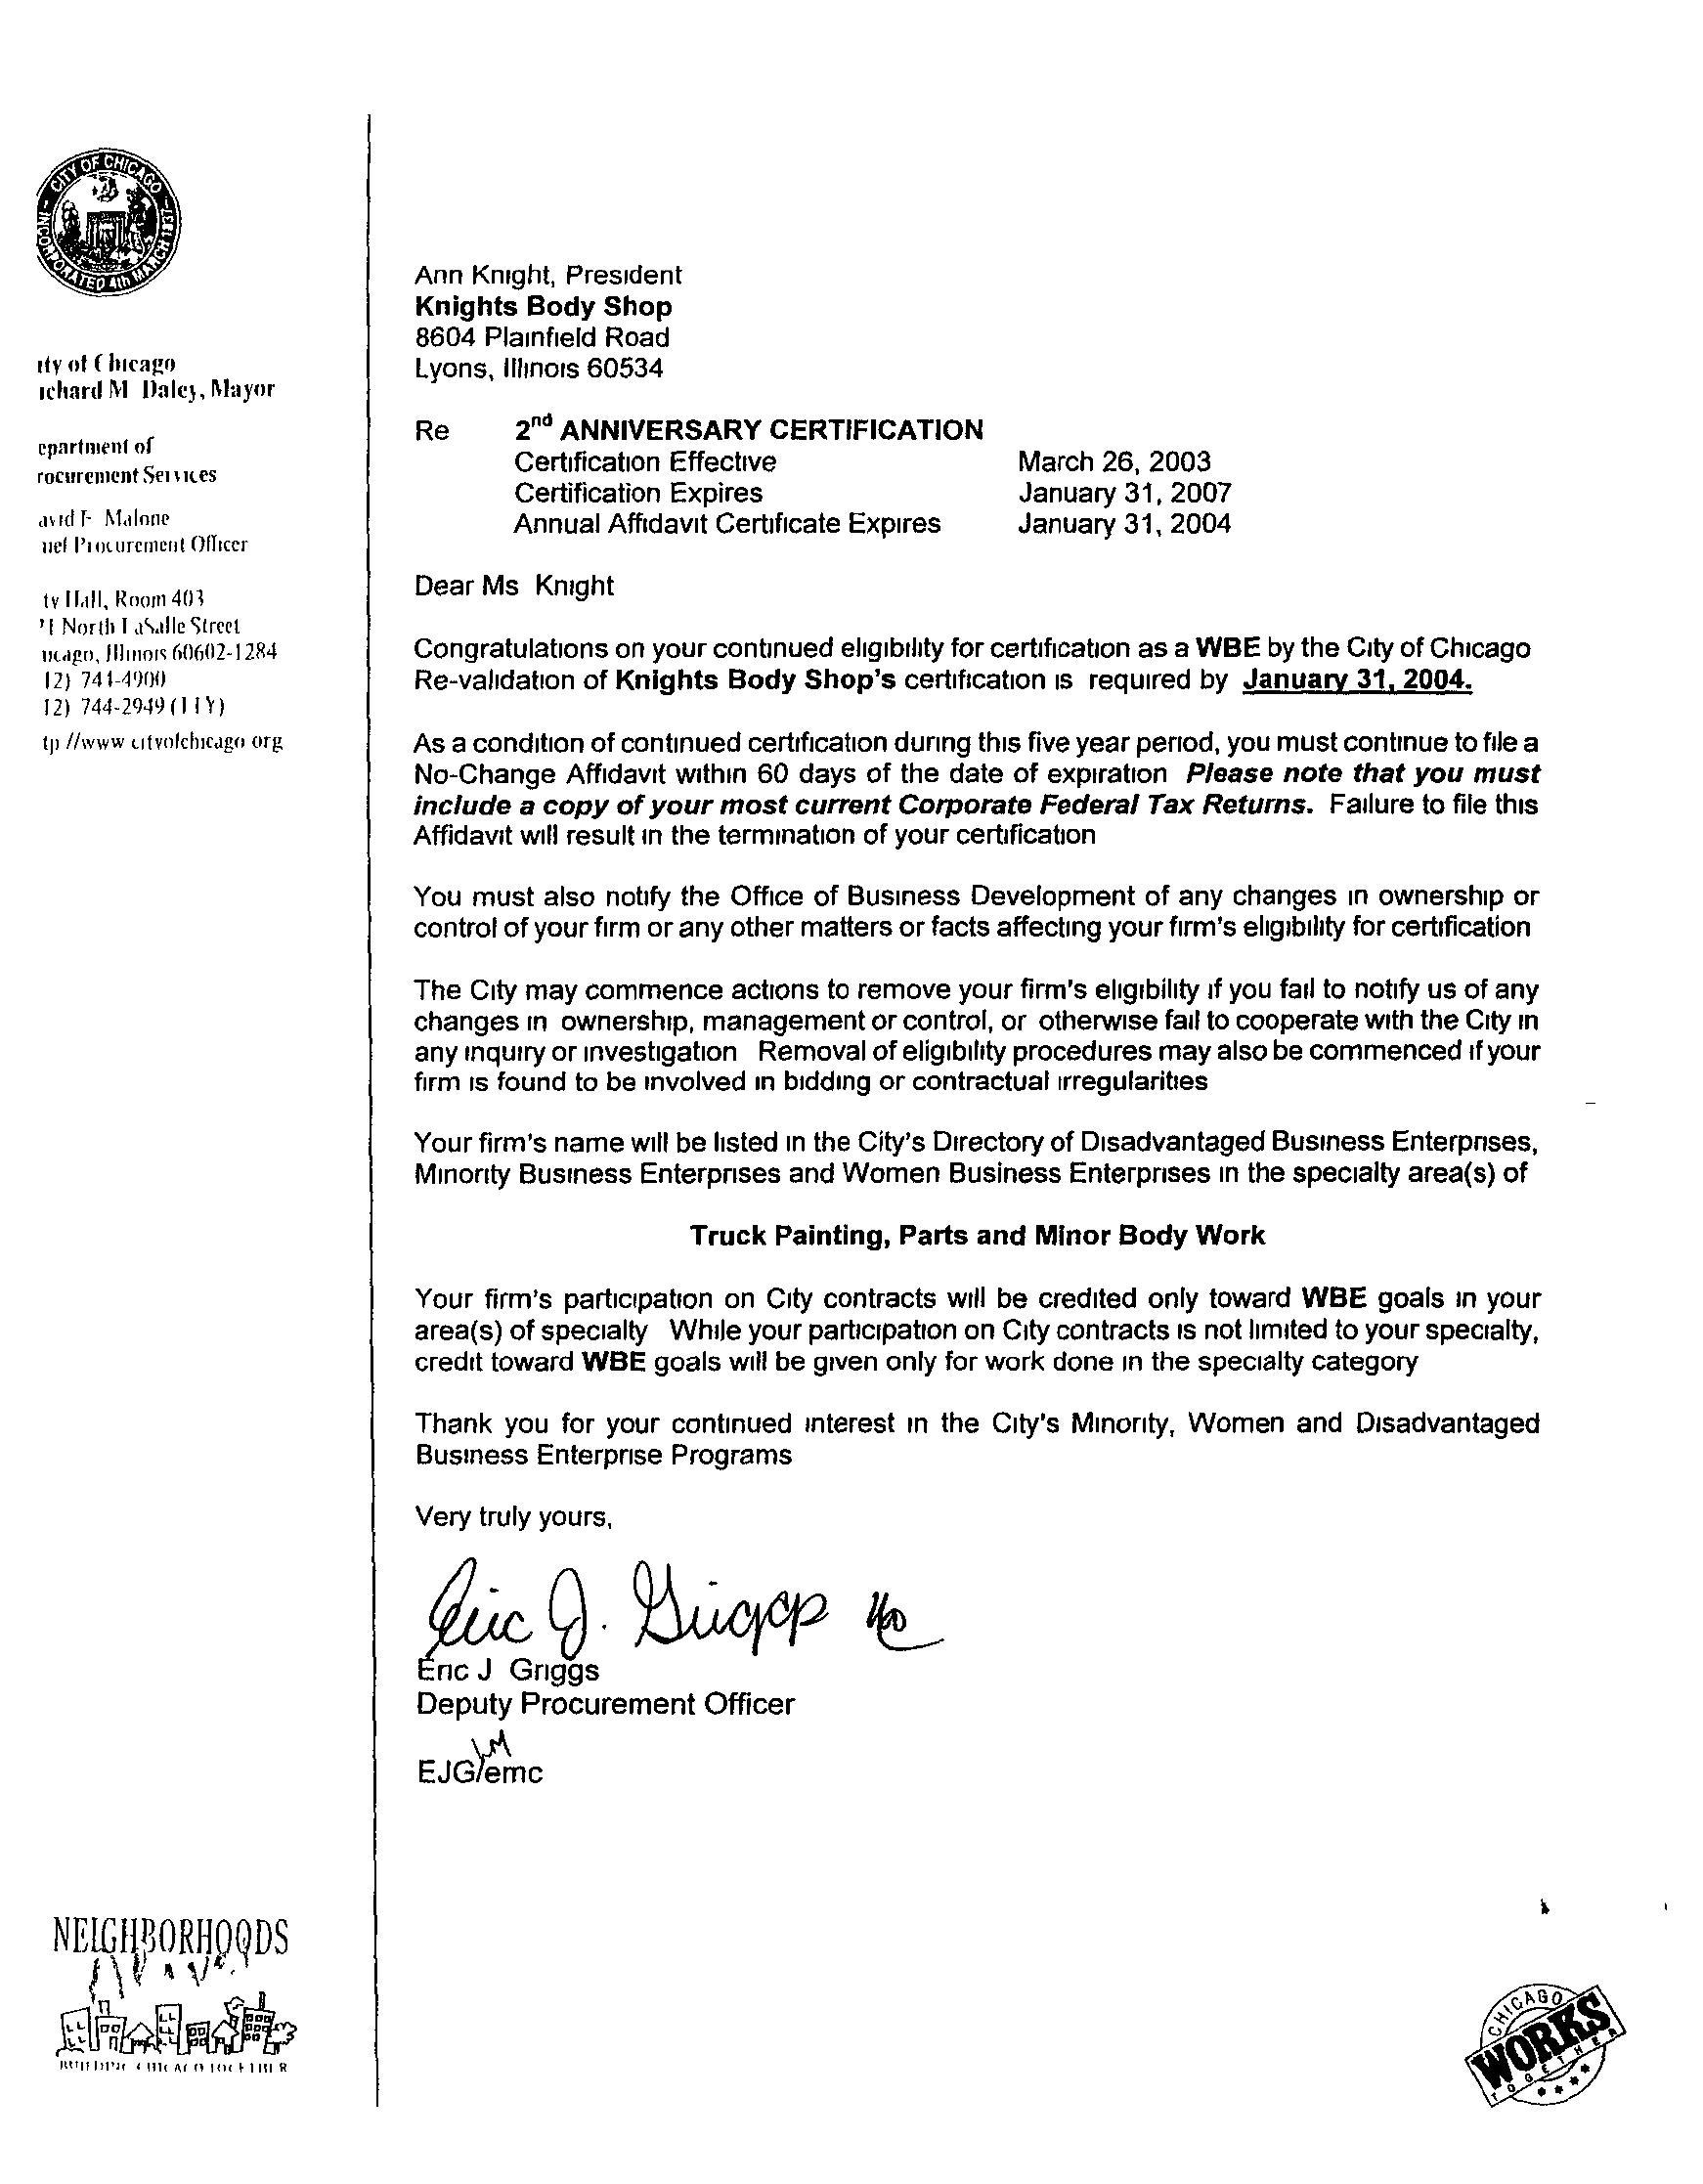 CITY OF CHICAGO
INCORPORATED 4th MARCH 1837
ity of Chicago
ichard M Daley, Mayor
epartment of
rocurement Services
avid E Malone
ief Procurement Officer
ty Hall, Room 403
21 North LaSalle Street
icago, Illinois 60602-1284
12) 744-4900
12) 744-2949 (TTY)
tp //www cityofchicago org
Ann Knight, President
Knights Body Shop
8604 Plainfield Road
Lyons, Illinois 60534
Re 2nd ANNIVERSARY CERTIFICATION
Certification Effective March 26, 2003
Certification Expires January 31, 2007
Annual Affidavit Certificate Expires January 31, 2004
Dear Ms Knight
Congratulations on your continued eligibility for certification as a WBE by the City of Chicago
Re-validation of Knights Body Shop's certification is required by January 31, 2004.
As a condition of continued certification during this five year period, you must continue to file a
No-Change Affidavit within 60 days of the date of expiration Please note that you must
include a copy of your most current Corporate Federal Tax Returns. Failure to file this
Affidavit will result in the termination of your certification
You must also notify the Office of Business Development of any changes in ownership or
control of your firm or any other matters or facts affecting your firm's eligibility for certification
The City may commence actions to remove your firm's eligibility if you fail to notify us of any
changes in ownership, management or control, or otherwise fail to cooperate with the City in
any inquiry or investigation Removal of eligibility procedures may also be commenced if your
firm is found to be involved in bidding or contractual irregularities
Your firm's name will be listed in the City's Directory of Disadvantaged Business Enterprises,
Minority Business Enterprises and Women Business Enterprises in the specialty area(s) of
Truck Painting, Parts and Minor Body Work
Your firm's participation on City contracts will be credited only toward WBE goals in your
area(s) of specialty While your participation on City contracts is not limited to your specialty,
credit toward WBE goals will be given only for work done in the specialty category
Thank you for your continued interest in the City's Minority, Women and Disadvantaged
Business Enterprise Programs
Very truly yours,
Eric J. Griggs
Eric J Griggs
Deputy Procurement Officer
EJG/emc
NEIGHBORHOODS
BUILDING CHICAGO TOGETHER
CHICAGO
WORKS
TOGETHER